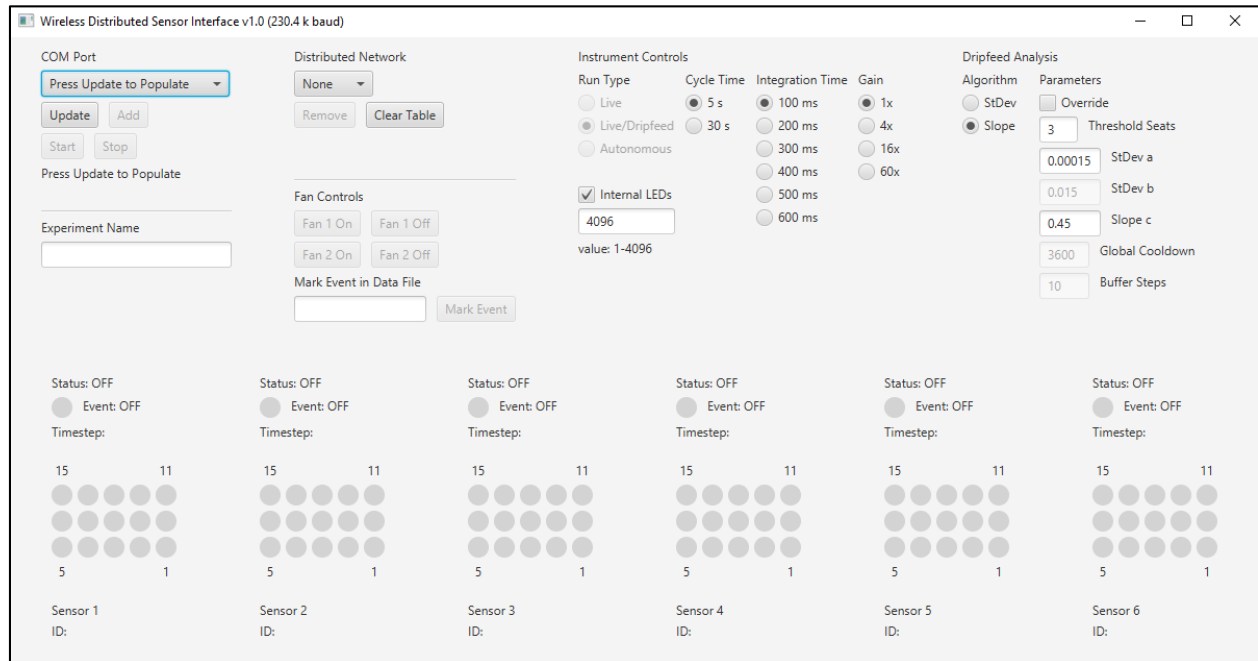 Wireless Distributed Sensor Interface v1.0 (230.4 k baud)
COM Port
Press Update to Populate
Update Add
Start Stop
Press Update to Populate
Experiment Name
Distributed Network
None
Remove Clear Table
Fan Controls
Fan 1 On Fan 1 Off
Fan 2 On Fan 2 Off
Mark Event in Data File
Mark Event
Instrument Controls
Run Type Cycle Time Integration Time Gain
Live 5 s 100 ms 1x
Live/Dripfeed 30 s 200 ms 4x
Autonomous 300 ms 16x
400 ms 60x
Internal LEDs 500 ms
4096 600 ms
value: 1-4096
Dripfeed Analysis
Algorithm Parameters
StDev Override
Slope 3 Threshold Seats
0.00015 StDev a
0.015 StDev b
0.45 Slope c
3600 Global Cooldown
10 Buffer Steps
Status: OFF Status: OFF Status: OFF Status: OFF Status: OFF Status: OFF
Event: OFF Event: OFF Event: OFF Event: OFF Event: OFF Event: OFF
Timestep: Timestep: Timestep: Timestep: Timestep: Timestep:
15 11 15 11 15 11 15 11 15 11 15 11
5 1 5 1 5 1 5 1 5 1 5 1
Sensor 1 Sensor 2 Sensor 3 Sensor 4 Sensor 5 Sensor 6
ID: ID: ID: ID: ID: ID: